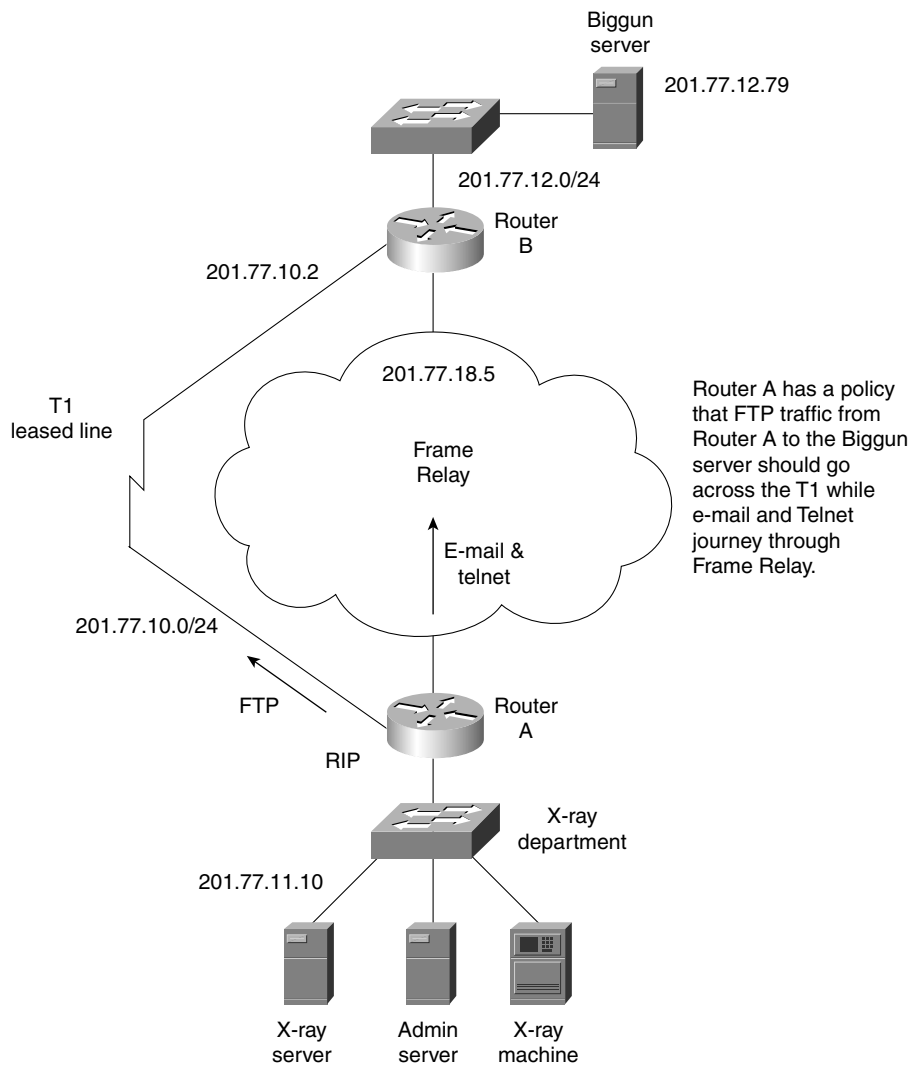 Biggun
server
201.77.12.79
201.77.12.0/24
Router
B
201.77.10.2
201.77.18.5
T1
leased line
Frame
Relay
Router A has a policy
that FTP traffic from
Router A to the Biggun
server should go
across the T1 while
e-mail and Telnet
journey through
Frame Relay.
E-mail &
telnet
201.77.10.0/24
FTP
Router
A
RIP
X-ray
department
201.77.11.10
X-ray
server
Admin
server
X-ray
machine